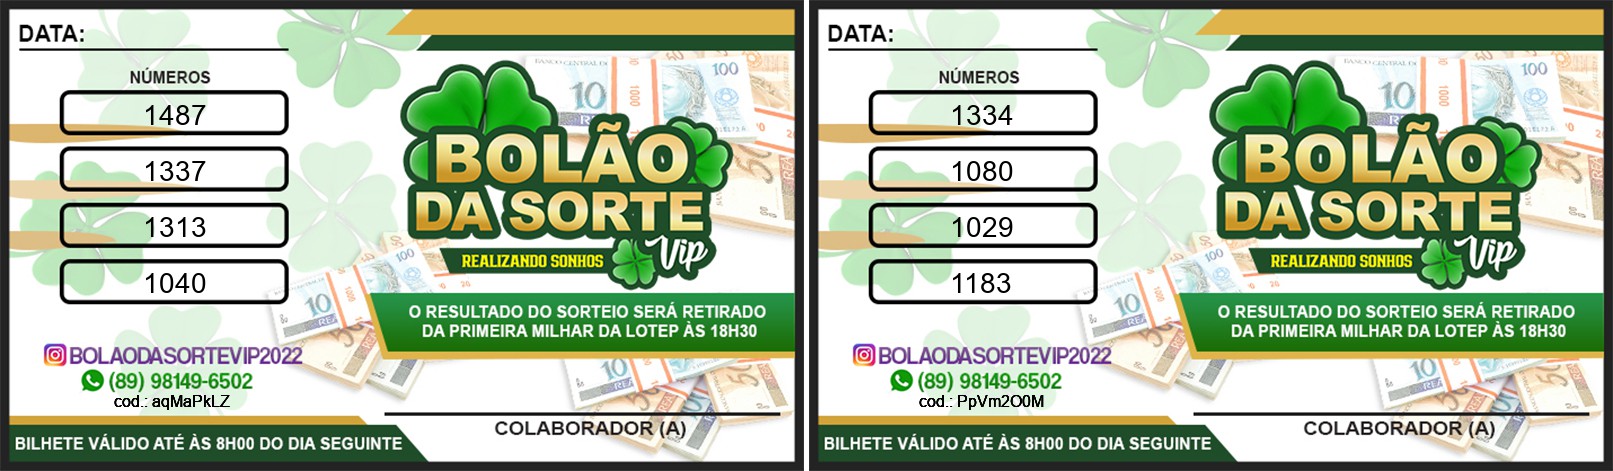 DATA:
NÚMEROS
1487
1337
1313
1040
BOLÃO
DA SORTE
Vip
REALIZANDO SONHOS
O RESULTADO DO SORTEIO SERÁ RETIRADO
DA PRIMEIRA MILHAR DA LOTEP ÀS 18H30
BOLAODASORTEVIP2022
(89) 98149-6502
cod.: aqMaPkLZ
COLABORADOR (A)
BILHETE VÁLIDO ATÉ ÀS 8H00 DO DIA SEGUINTE
DATA:
NÚMEROS
1334
1080
1029
1183
BOLÃO
DA SORTE
Vip
REALIZANDO SONHOS
O RESULTADO DO SORTEIO SERÁ RETIRADO
DA PRIMEIRA MILHAR DA LOTEP ÀS 18H30
BOLAODASORTEVIP2022
(89) 98149-6502
cod.: PpVm2O0M
COLABORADOR (A)
BILHETE VÁLIDO ATÉ ÀS 8H00 DO DIA SEGUINTE